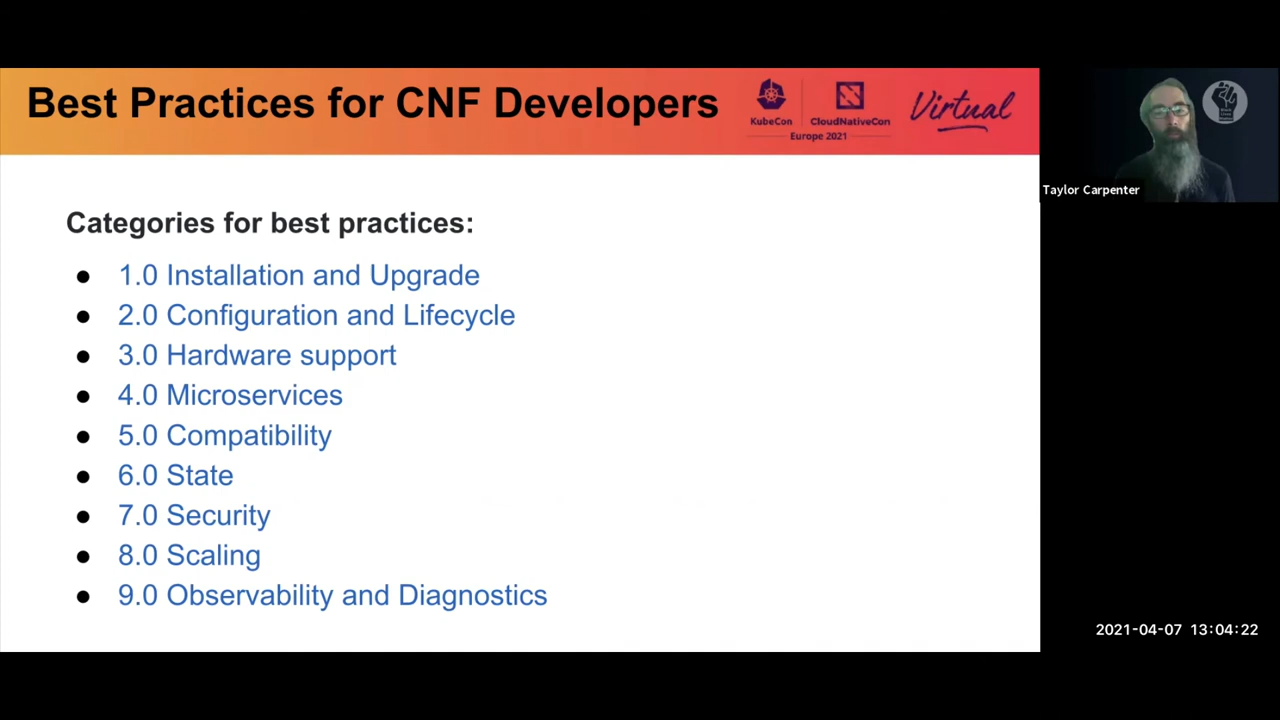 Best Practices for CNF Developers
KubeCon
CloudNativeCon
Europe 2021
Virtual
Taylor Carpenter
Categories for best practices:
● 1.0 Installation and Upgrade
● 2.0 Configuration and Lifecycle
● 3.0 Hardware support
● 4.0 Microservices
● 5.0 Compatibility
● 6.0 State
● 7.0 Security
● 8.0 Scaling
● 9.0 Observability and Diagnostics
2021-04-07 13:04:22